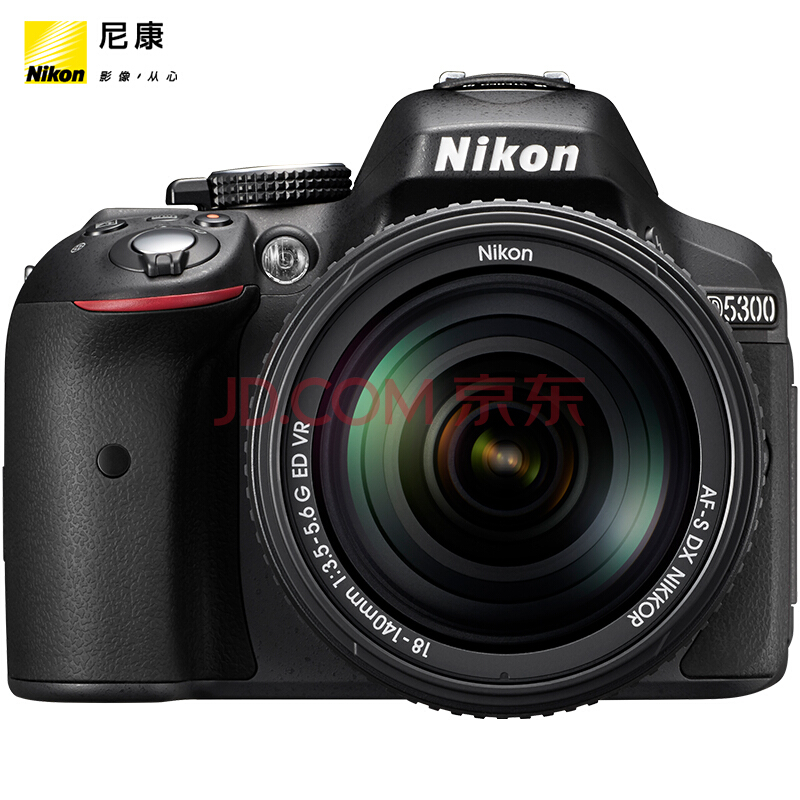 尼康
Nikon
影像·从心
Nikon
Nikon
D5300
JD.COM 京东
18-140mm 1:3.5-5.6 G ED VR
AF-S DX NIKKOR